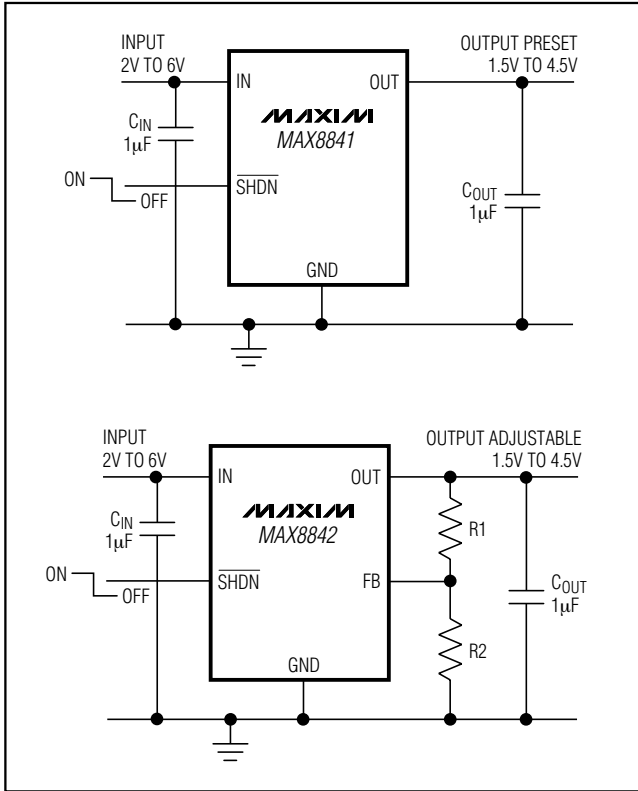 INPUT
2V TO 6V
OUTPUT PRESET
1.5V TO 4.5V
IN
OUT
CIN
1µF
MAXIM
MAX8841
ON
OFF
SHDN
COUT
1µF
GND
INPUT
2V TO 6V
OUTPUT ADJUSTABLE
1.5V TO 4.5V
IN
OUT
CIN
1µF
MAXIM
MAX8842
R1
ON
OFF
SHDN
FB
COUT
1µF
R2
GND